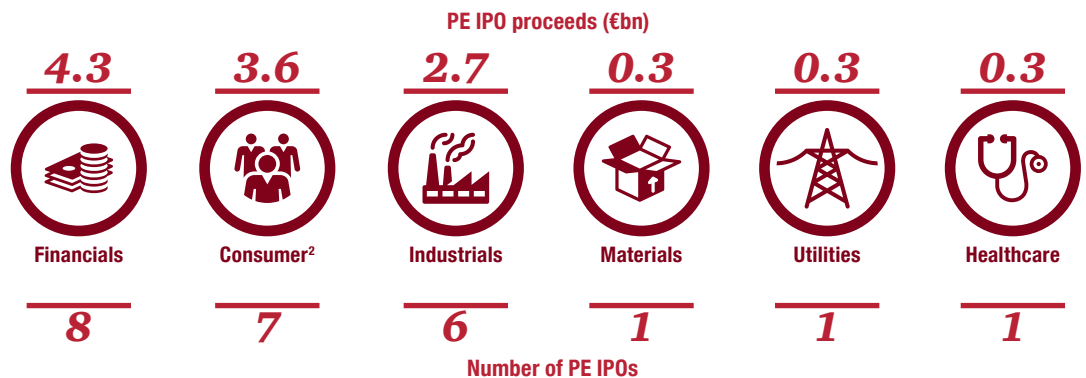 PE IPO proceeds (€bn)
4.3 3.6 2.7 0.3 0.3 0.3
Financials Consumer² Industrials Materials Utilities Healthcare
8 7 6 1 1 1
Number of PE IPOs